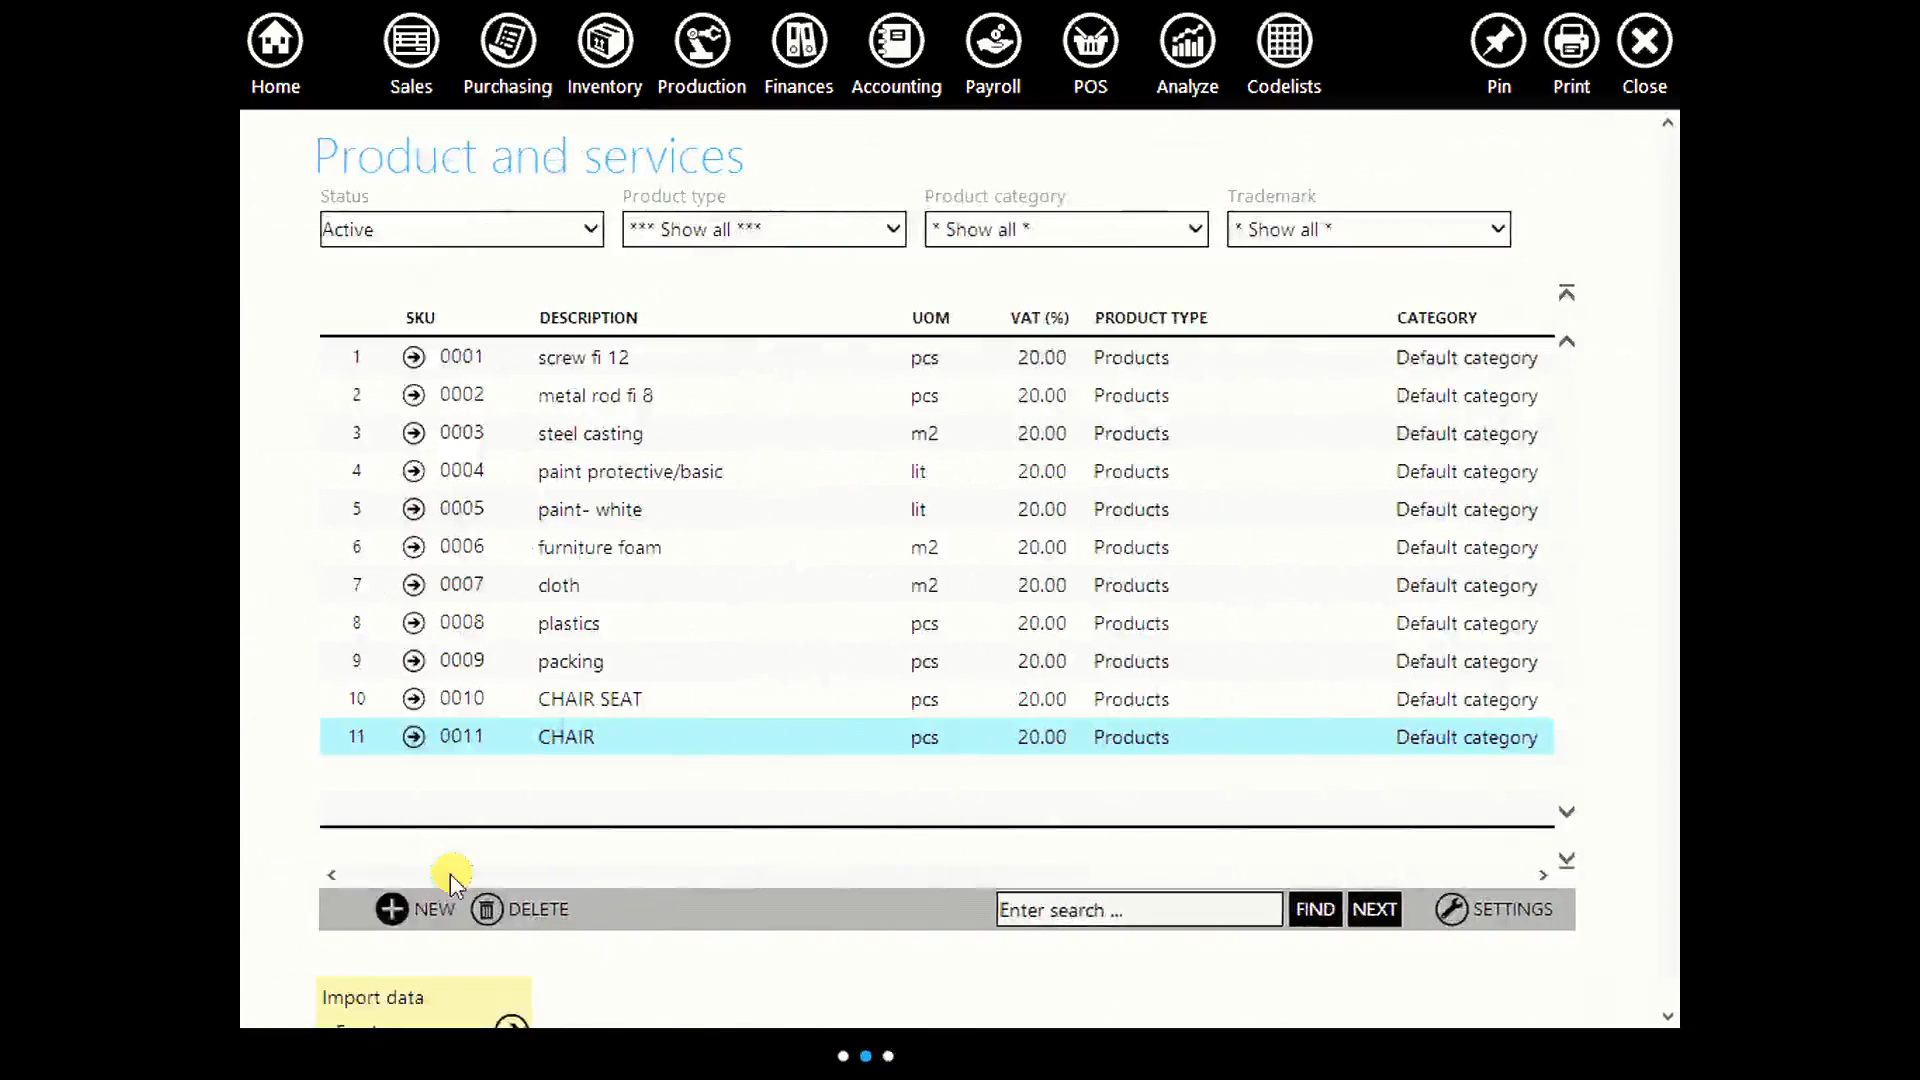 Home Sales Purchasing Inventory Production Finances Accounting Payroll POS Analyze Codelists Pin Print Close
Product and services
Status Product type Product category Trademark
Active *** Show all *** * Show all * * Show all *
SKU DESCRIPTION UOM VAT (%) PRODUCT TYPE CATEGORY
1 0001 screw fi 12 pcs 20.00 Products Default category
2 0002 metal rod fi 8 pcs 20.00 Products Default category
3 0003 steel casting m2 20.00 Products Default category
4 0004 paint protective/basic lit 20.00 Products Default category
5 0005 paint- white lit 20.00 Products Default category
6 0006 furniture foam m2 20.00 Products Default category
7 0007 cloth m2 20.00 Products Default category
8 0008 plastics pcs 20.00 Products Default category
9 0009 packing pcs 20.00 Products Default category
10 0010 CHAIR SEAT pcs 20.00 Products Default category
11 0011 CHAIR pcs 20.00 Products Default category
NEW DELETE Enter search ... FIND NEXT SETTINGS
Import data